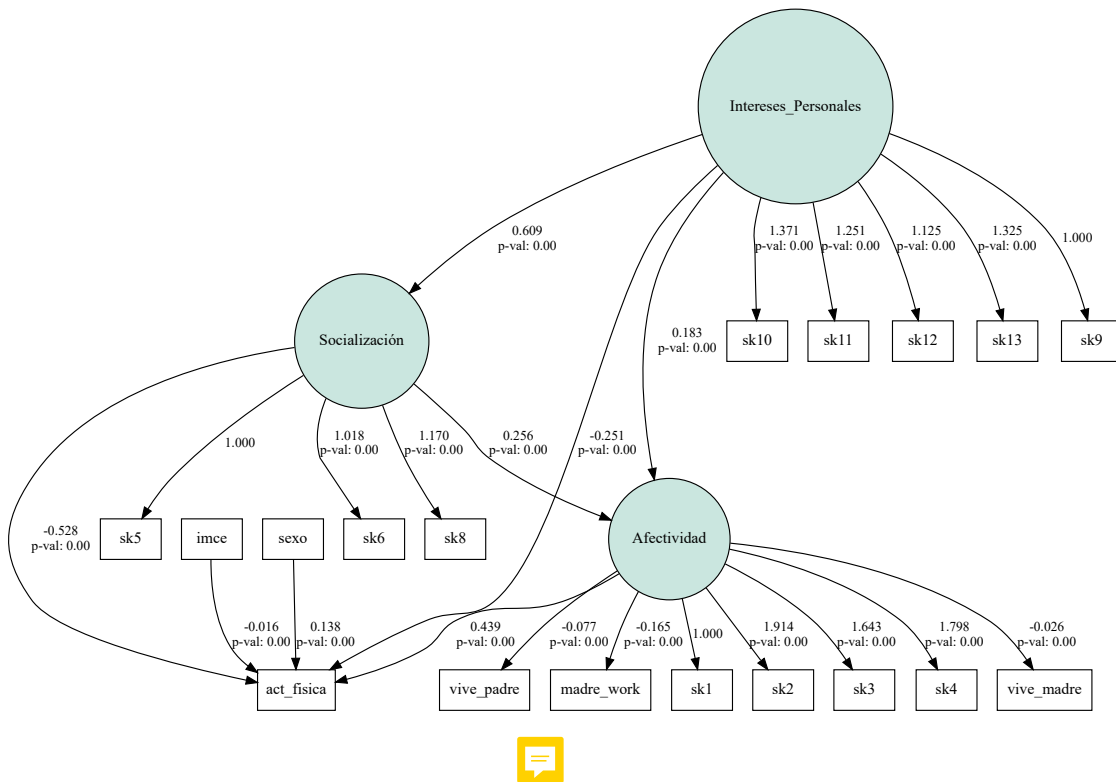 Intereses_Personales
0.609
p-val: 0.00
1.371
p-val: 0.00
1.251
p-val: 0.00
1.125
p-val: 0.00
1.325
p-val: 0.00
1.000
Socialización
0.183
p-val: 0.00
sk10
sk11
sk12
sk13
sk9
1.000
1.018
p-val: 0.00
1.170
p-val: 0.00
0.256
p-val: 0.00
-0.251
p-val: 0.00
-0.528
p-val: 0.00
sk5
imce
sexo
sk6
sk8
Afectividad
-0.016
p-val: 0.00
0.138
p-val: 0.00
0.439
p-val: 0.00
-0.077
p-val: 0.00
-0.165
p-val: 0.00
1.000
1.914
p-val: 0.00
1.643
p-val: 0.00
1.798
p-val: 0.00
-0.026
p-val: 0.00
act_fisica
vive_padre
madre_work
sk1
sk2
sk3
sk4
vive_madre